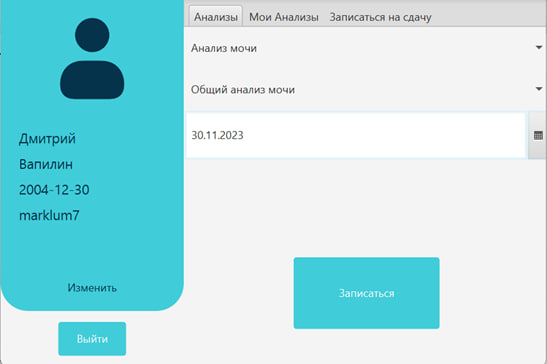 Анализы Мои Анализы Записаться на сдачу
Анализ мочи
Общий анализ мочи
30.11.2023
Дмитрий
Вапилин
2004-12-30
marklum7
Изменить
Записаться
Выйти